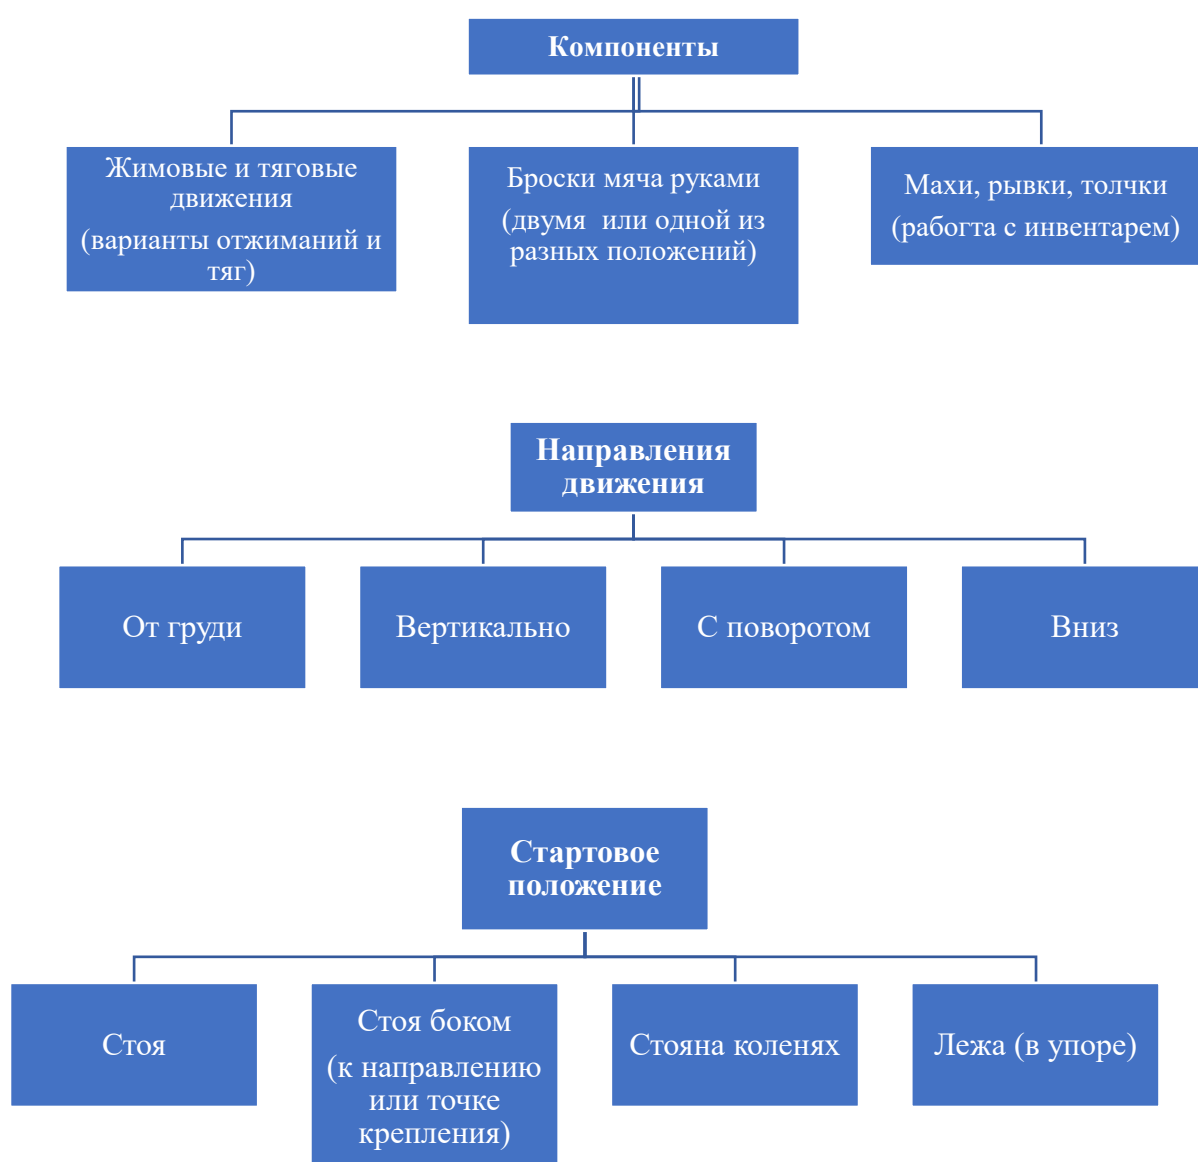 Компоненты
Жимовые и тяговые
движения
(варианты отжиманий и
тяг)
Броски мяча руками
(двумя или одной из
разных положений)
Махи, рывки, толчки
(рабогта с инвентарем)
Направления
движения
От груди
Вертикально
С поворотом
Вниз
Стартовое
положение
Стоя
Стоя боком
(к направлению
или точке
крепления)
Стояна коленях
Лежа (в упоре)